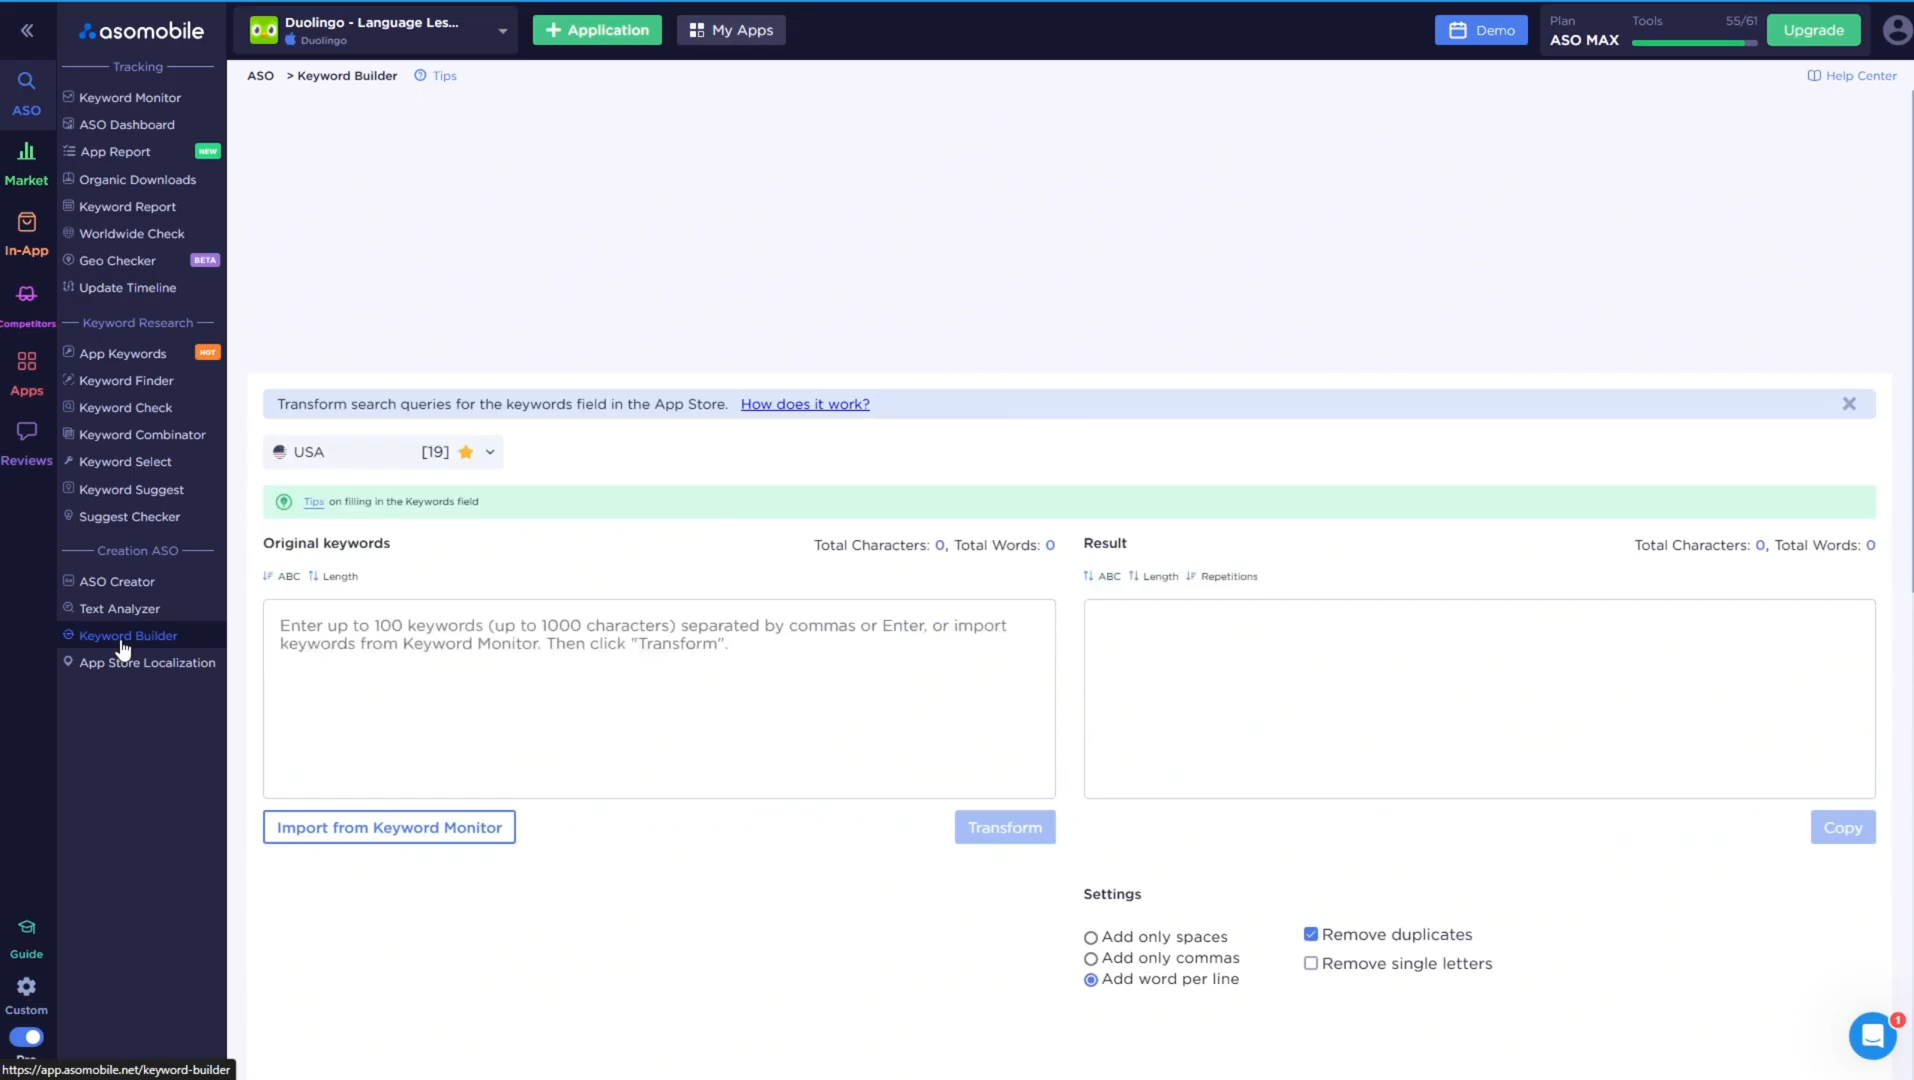 asomobile
Duolingo - Language Les...
Duolingo
Application
My Apps
Demo
Plan
ASO MAX
Tools
55/61
Upgrade
ASO > Keyword Builder
Tips
Help Center
ASO
Market
In-App
Competitors
Apps
Reviews
Guide
Custom
Tracking
Keyword Monitor
ASO Dashboard
App Report NEW
Organic Downloads
Keyword Report
Worldwide Check
Geo Checker BETA
Update Timeline
Keyword Research
App Keywords HOT
Keyword Finder
Keyword Check
Keyword Combinator
Keyword Select
Keyword Suggest
Suggest Checker
Creation ASO
ASO Creator
Text Analyzer
Keyword Builder
App Store Localization
https://app.asomobile.net/keyword-builder
Transform search queries for the keywords field in the App Store. How does it work?
USA [19]
Tips on filling in the Keywords field
Original keywords
Total Characters: 0, Total Words: 0
ABC Length
Enter up to 100 keywords (up to 1000 characters) separated by commas or Enter, or import
keywords from Keyword Monitor. Then click "Transform".
Import from Keyword Monitor
Transform
Result
Total Characters: 0, Total Words: 0
ABC Length Repetitions
Copy
Settings
Add only spaces
Add only commas
Add word per line
Remove duplicates
Remove single letters
1